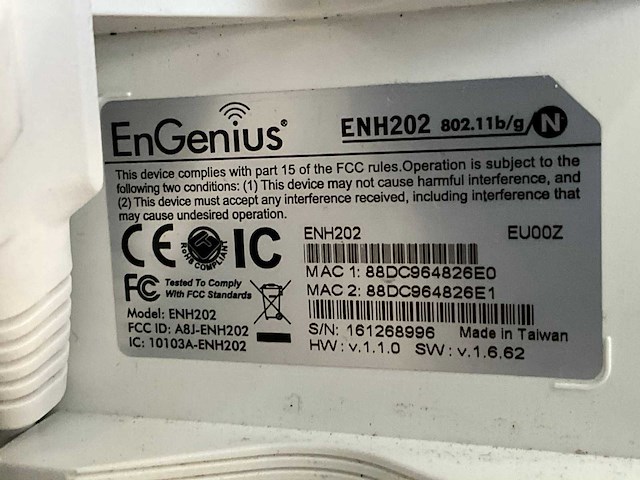 EnGenius®
ENH202 802.11b/g/N
This device complies with part 15 of the FCC rules.Operation is subject to the
following two conditions: (1) This device may not cause harmful interference, and
(2) This device must accept any interference received, including interference that
may cause undesired operation.
CE RoHS COMPLIANT IC
FC Tested To Comply
With FCC Standards
Model: ENH202
FCC ID: A8J-ENH202
IC: 10103A-ENH202
ENH202 EU00Z
MAC 1: 88DC964826E0
MAC 2: 88DC964826E1
S/N: 161268996 Made in Taiwan
HW: v.1.1.0 SW: v.1.6.62